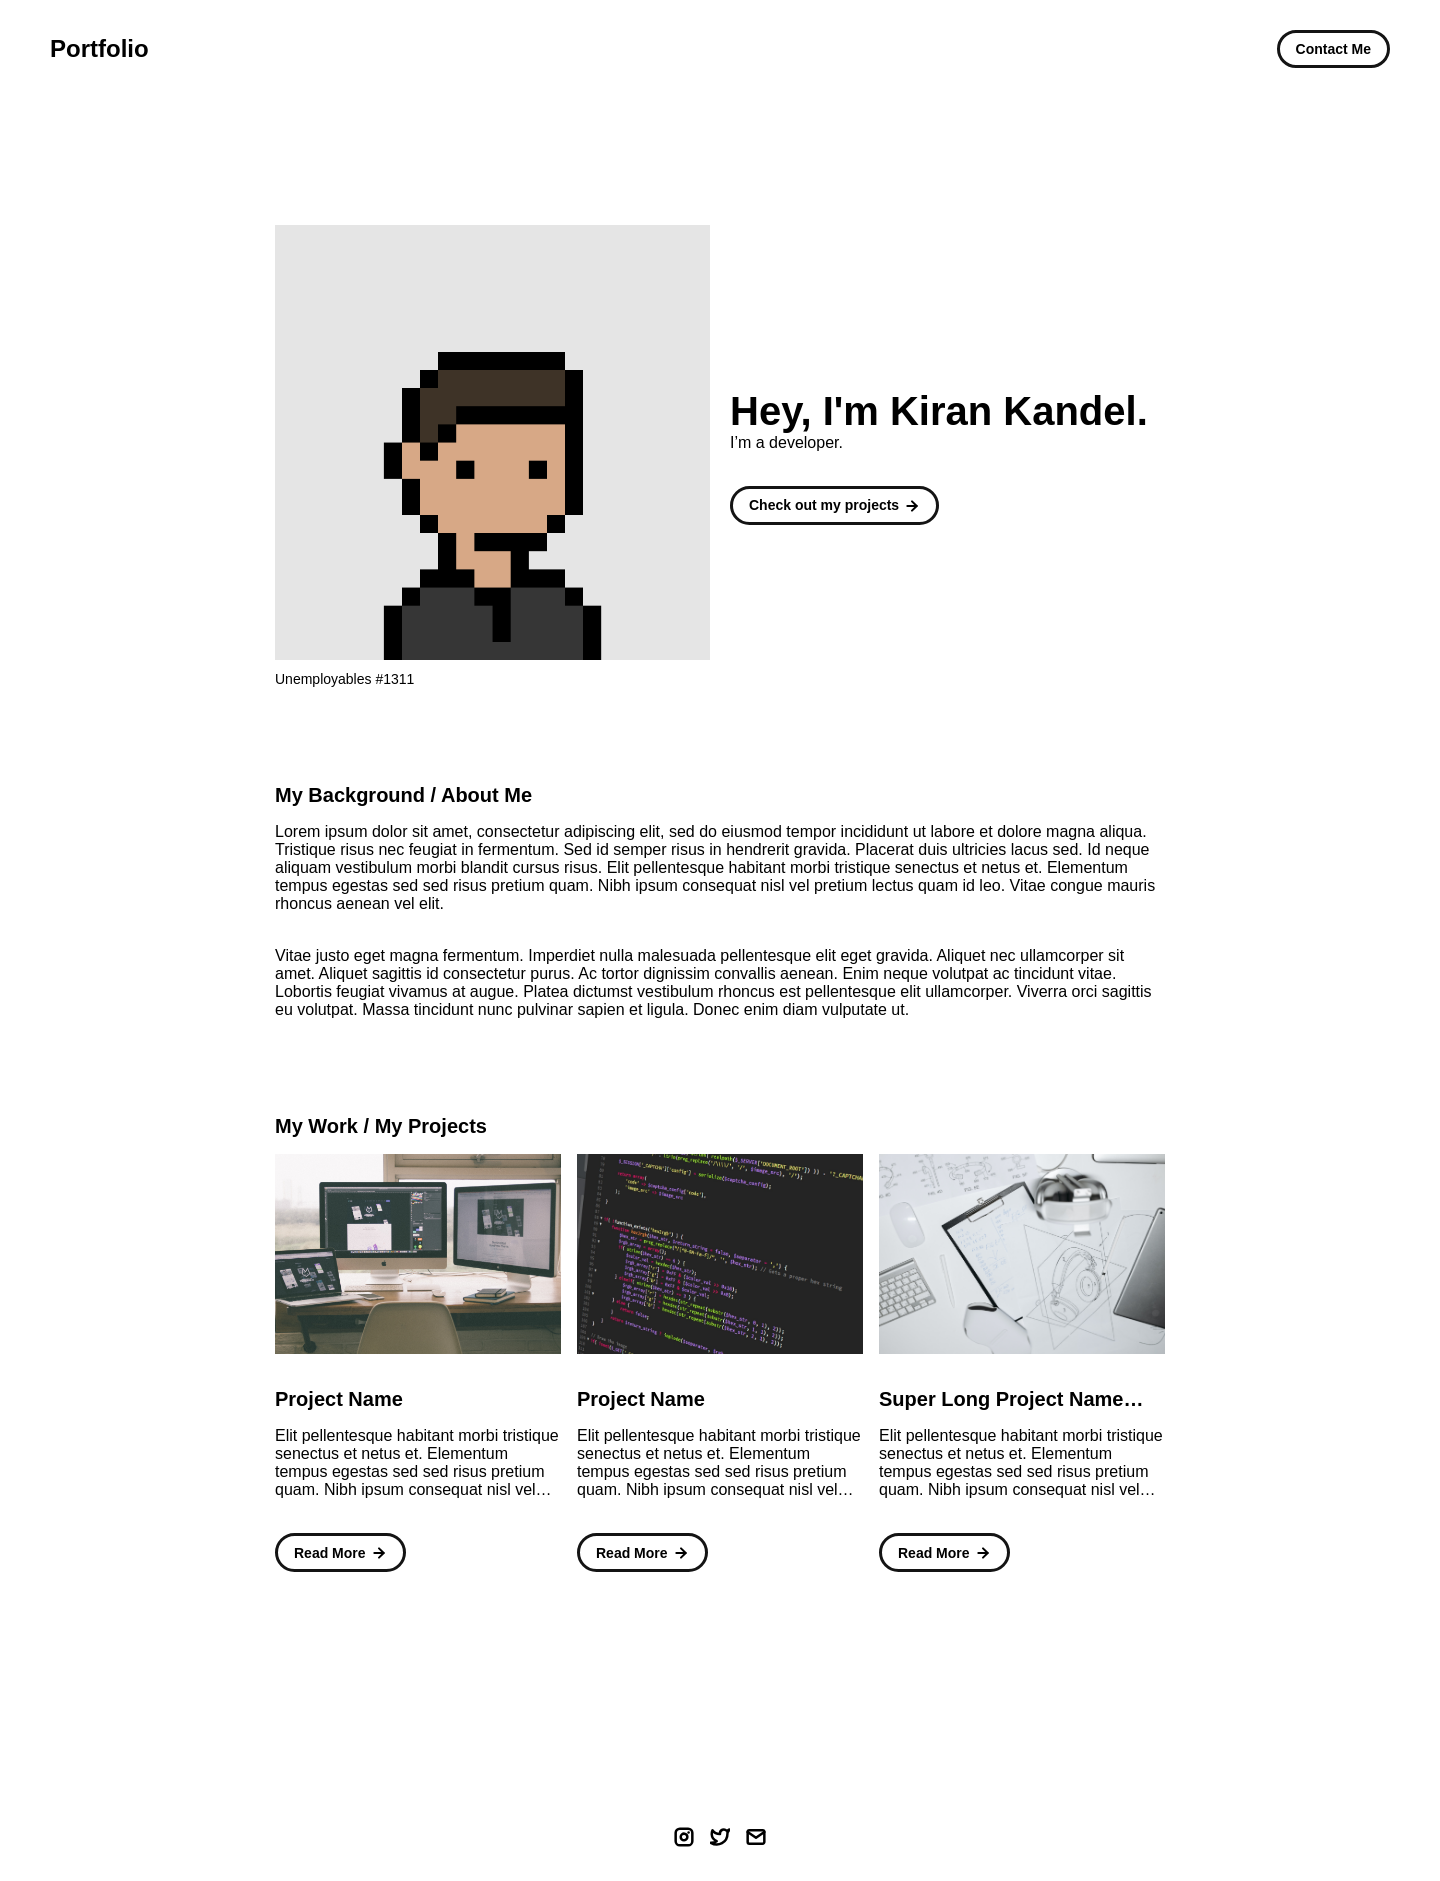 Portfolio
Contact Me
Hey, I'm Kiran Kandel.
I’m a developer.
Check out my projects
Unemployables #1311
My Background / About Me
Lorem ipsum dolor sit amet, consectetur adipiscing elit, sed do eiusmod tempor incididunt ut labore et dolore magna aliqua.
Tristique risus nec feugiat in fermentum. Sed id semper risus in hendrerit gravida. Placerat duis ultricies lacus sed. Id neque
aliquam vestibulum morbi blandit cursus risus. Elit pellentesque habitant morbi tristique senectus et netus et. Elementum
tempus egestas sed sed risus pretium quam. Nibh ipsum consequat nisl vel pretium lectus quam id leo. Vitae congue mauris
rhoncus aenean vel elit.
Vitae justo eget magna fermentum. Imperdiet nulla malesuada pellentesque elit eget gravida. Aliquet nec ullamcorper sit
amet. Aliquet sagittis id consectetur purus. Ac tortor dignissim convallis aenean. Enim neque volutpat ac tincidunt vitae.
Lobortis feugiat vivamus at augue. Platea dictumst vestibulum rhoncus est pellentesque elit ullamcorper. Viverra orci sagittis
eu volutpat. Massa tincidunt nunc pulvinar sapien et ligula. Donec enim diam vulputate ut.
My Work / My Projects
Project Name
Elit pellentesque habitant morbi tristique
senectus et netus et. Elementum
tempus egestas sed sed risus pretium
quam. Nibh ipsum consequat nisl vel…
Read More
Project Name
Elit pellentesque habitant morbi tristique
senectus et netus et. Elementum
tempus egestas sed sed risus pretium
quam. Nibh ipsum consequat nisl vel…
Read More
Super Long Project Name…
Elit pellentesque habitant morbi tristique
senectus et netus et. Elementum
tempus egestas sed sed risus pretium
quam. Nibh ipsum consequat nisl vel…
Read More